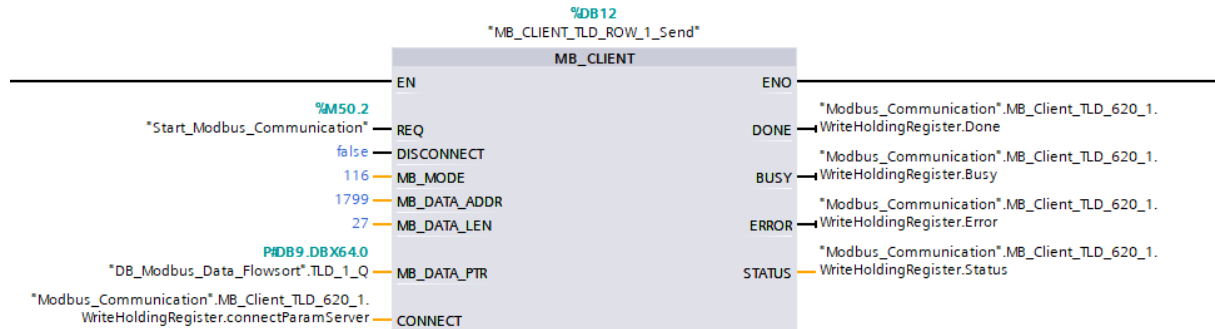 %DB12
"MB_CLIENT_TLD_ROW_1_Send"
MB_CLIENT
EN
ENO
%M50.2
"Start_Modbus_Communication"
REQ
false
DISCONNECT
116
MB_MODE
1799
MB_DATA_ADDR
27
MB_DATA_LEN
P#DB9.DBX64.0
"DB_Modbus_Data_Flowsort".TLD_1_Q
MB_DATA_PTR
"Modbus_Communication".MB_Client_TLD_620_1.
WriteHoldingRegister.connectParamServer
CONNECT
"Modbus_Communication".MB_Client_TLD_620_1.
DONE
WriteHoldingRegister.Done
"Modbus_Communication".MB_Client_TLD_620_1.
BUSY
WriteHoldingRegister.Busy
"Modbus_Communication".MB_Client_TLD_620_1.
ERROR
WriteHoldingRegister.Error
"Modbus_Communication".MB_Client_TLD_620_1.
STATUS
WriteHoldingRegister.Status